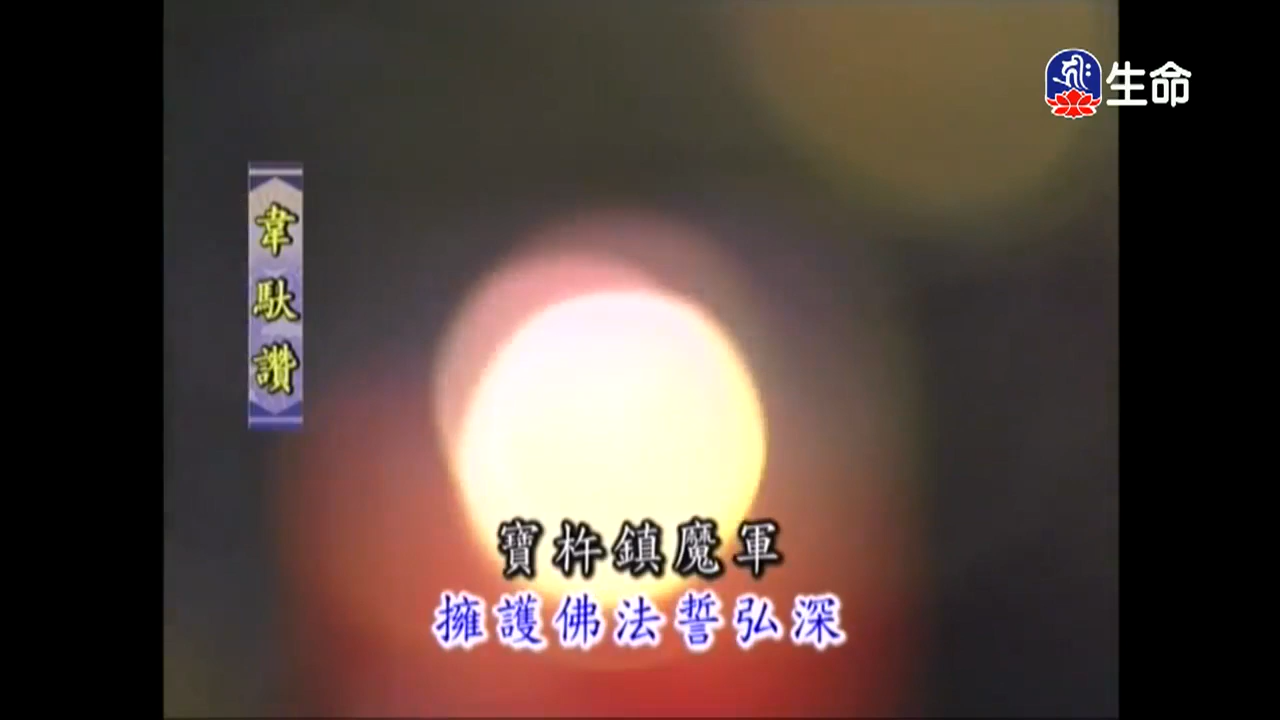 生命
韋馱讚
寶杵鎮魔軍
擁護佛法誓弘深